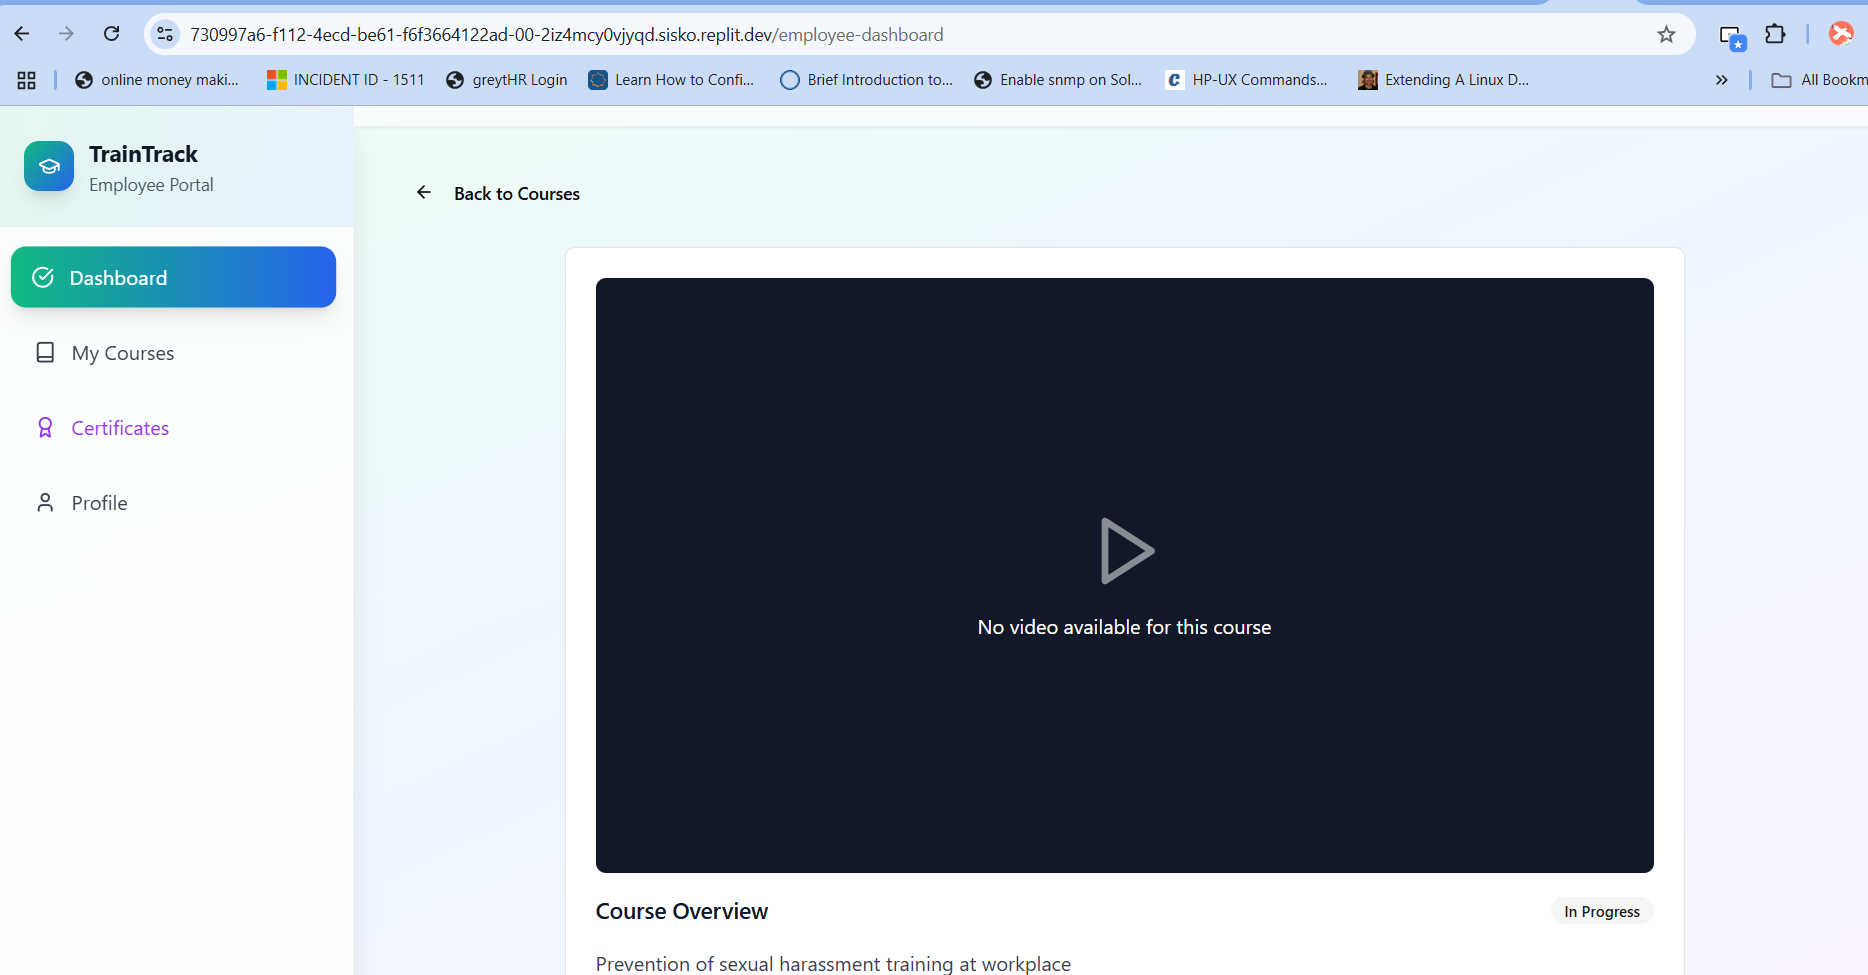 730997a6-f112-4ecd-be61-f6f3664122ad-00-2iz4mcy0vjyqd.sisko.replit.dev/employee-dashboard
online money maki...
INCIDENT ID - 1511
greytHR Login
Learn How to Confi...
Brief Introduction to...
Enable snmp on Sol...
HP-UX Commands...
Extending A Linux D...
All Bookm
TrainTrack
Employee Portal
Dashboard
My Courses
Certificates
Profile
Back to Courses
No video available for this course
Course Overview
In Progress
Prevention of sexual harassment training at workplace